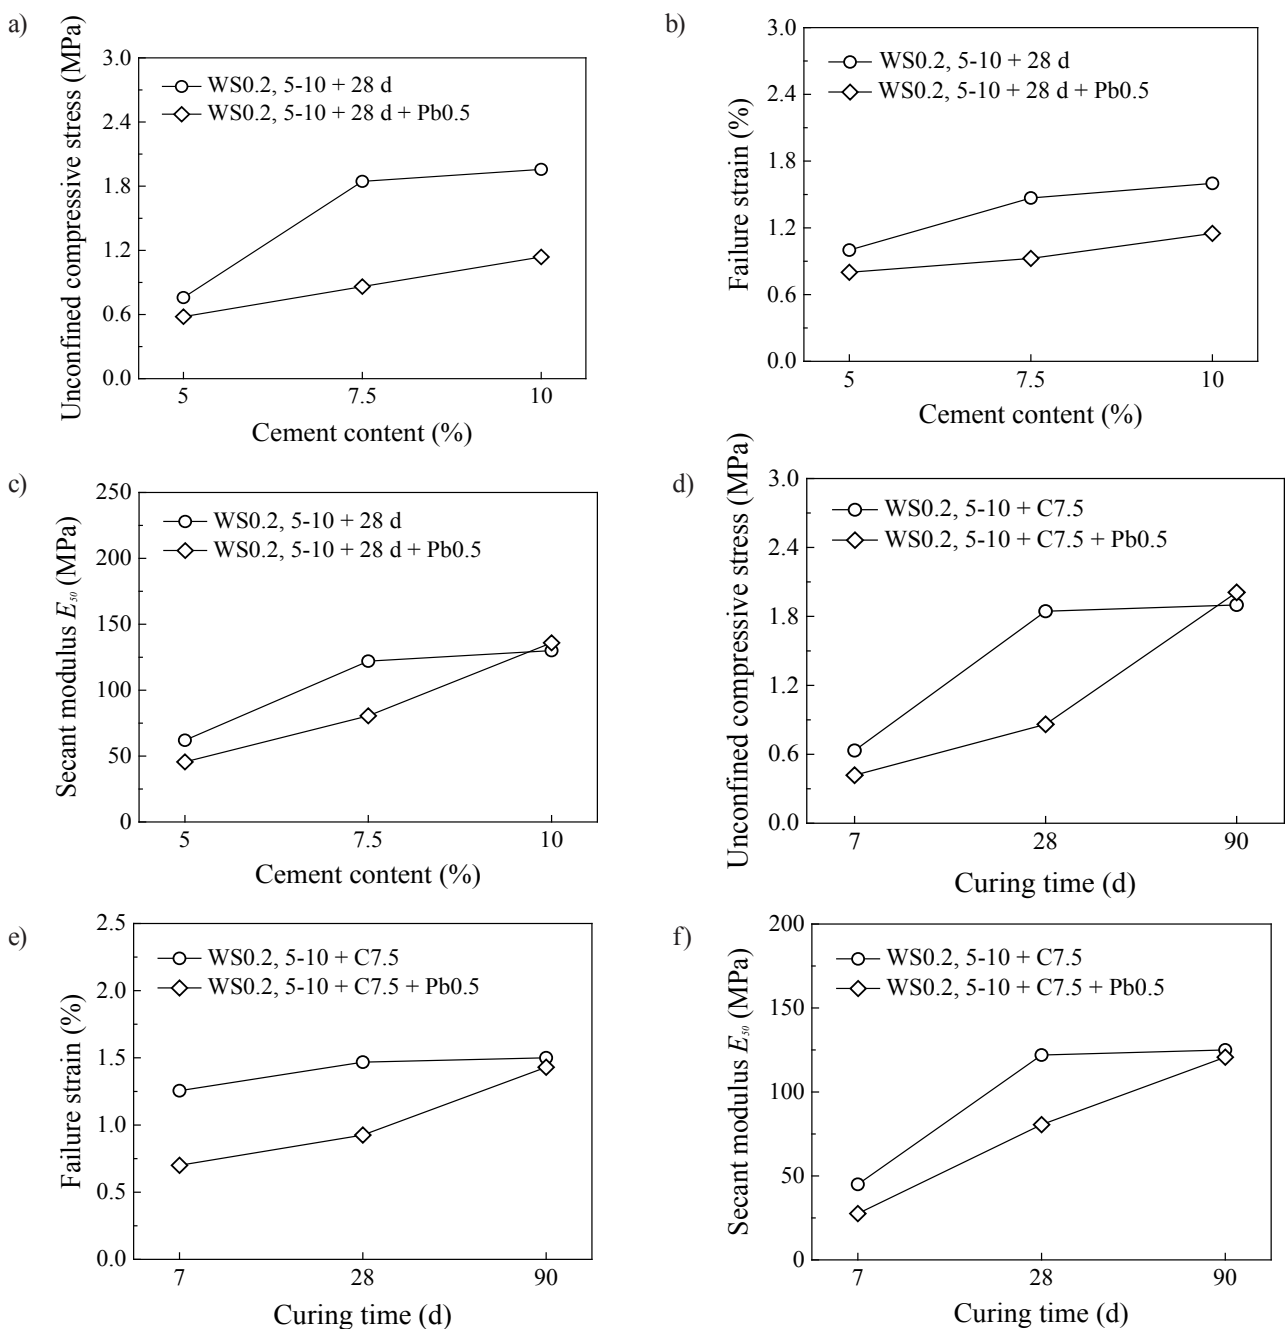 a)
Unconfined compressive stress (MPa)
3.0
2.4
1.8
1.2
0.6
0.0
WS0.2, 5-10 + 28 d
WS0.2, 5-10 + 28 d + Pb0.5
5 7.5 10
Cement content (%)
b)
Failure strain (%)
3.0
2.4
1.8
1.2
0.6
0.0
WS0.2, 5-10 + 28 d
WS0.2, 5-10 + 28 d + Pb0.5
5 7.5 10
Cement content (%)
c)
Secant modulus E50 (MPa)
250
200
150
100
50
0
WS0.2, 5-10 + 28 d
WS0.2, 5-10 + 28 d + Pb0.5
5 7.5 10
Cement content (%)
d)
Unconfined compressive stress (MPa)
3.0
2.4
1.8
1.2
0.6
0.0
WS0.2, 5-10 + C7.5
WS0.2, 5-10 + C7.5 + Pb0.5
7 28 90
Curing time (d)
e)
Failure strain (%)
2.5
2.0
1.5
1.0
0.5
0.0
WS0.2, 5-10 + C7.5
WS0.2, 5-10 + C7.5 + Pb0.5
7 28 90
Curing time (d)
f)
Secant modulus E50 (MPa)
200
150
100
50
0
WS0.2, 5-10 + C7.5
WS0.2, 5-10 + C7.5 + Pb0.5
7 28 90
Curing time (d)